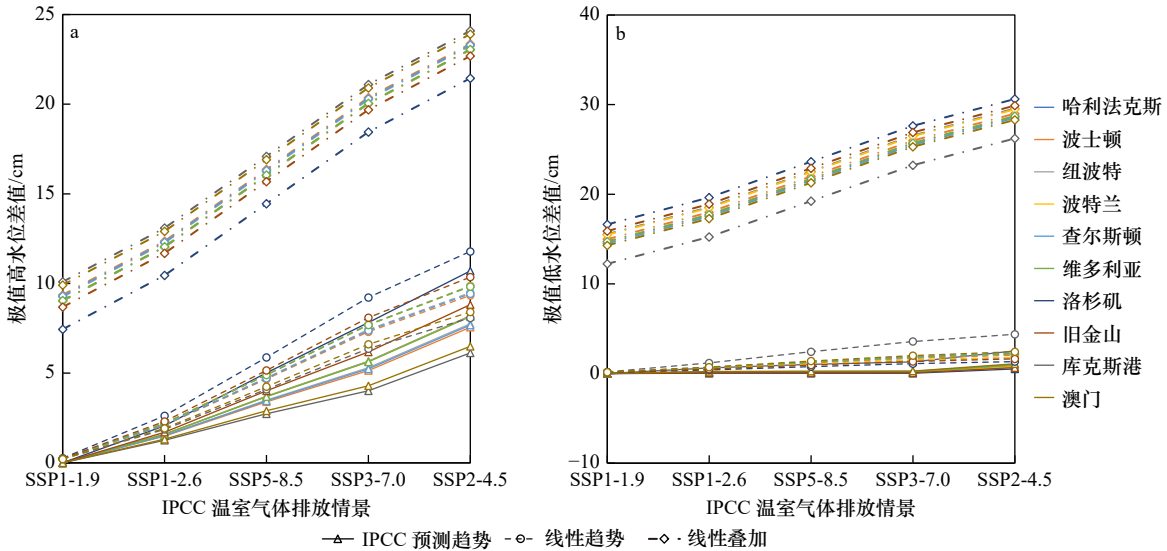 a
25
20
15
10
5
0
极值高水位差值/cm
SSP1-1.9 SSP1-2.6 SSP5-8.5 SSP3-7.0 SSP2-4.5
IPCC 温室气体排放情景
b
40
30
20
10
0
−10
极值低水位差值/cm
SSP1-1.9 SSP1-2.6 SSP5-8.5 SSP3-7.0 SSP2-4.5
IPCC 温室气体排放情景
哈利法克斯
波士顿
纽波特
波特兰
查尔斯顿
维多利亚
洛杉矶
旧金山
库克斯港
澳门
IPCC 预测趋势 线性趋势 线性叠加